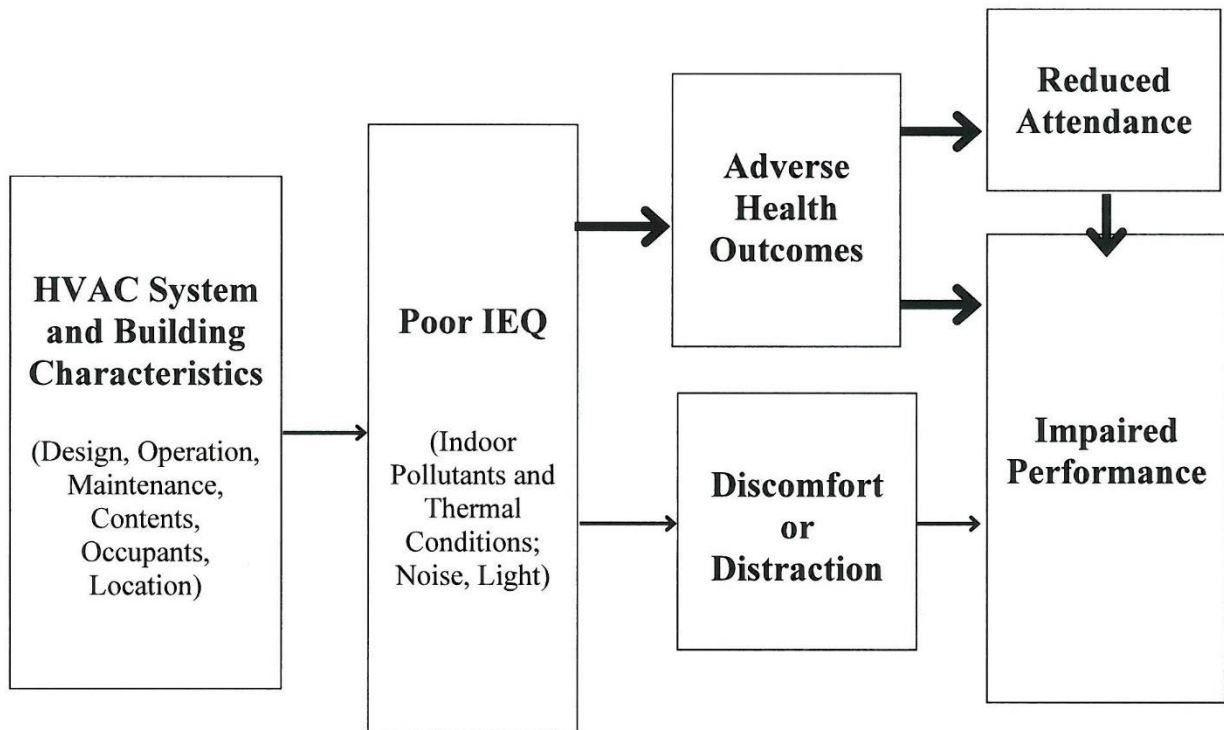 HVAC System
and Building
Characteristics
(Design, Operation,
Maintenance,
Contents,
Occupants,
Location)
Poor IEQ
(Indoor
Pollutants and
Thermal
Conditions;
Noise, Light)
Adverse
Health
Outcomes
Discomfort
or
Distraction
Reduced
Attendance
Impaired
Performance